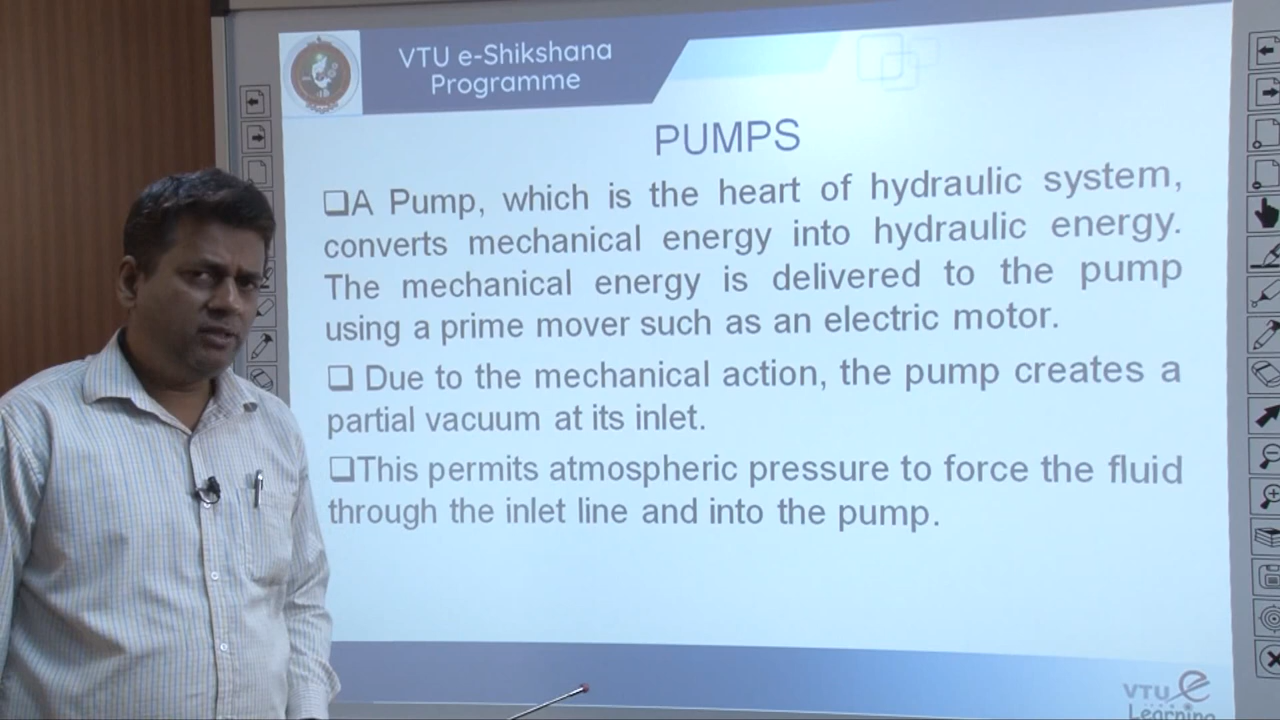 VTU e-Shikshana
Programme
PUMPS
❑A Pump, which is the heart of hydraulic system,
converts mechanical energy into hydraulic energy.
The mechanical energy is delivered to the pump
using a prime mover such as an electric motor.
❑ Due to the mechanical action, the pump creates a
partial vacuum at its inlet.
❑This permits atmospheric pressure to force the fluid
through the inlet line and into the pump.
VTU e
Learning